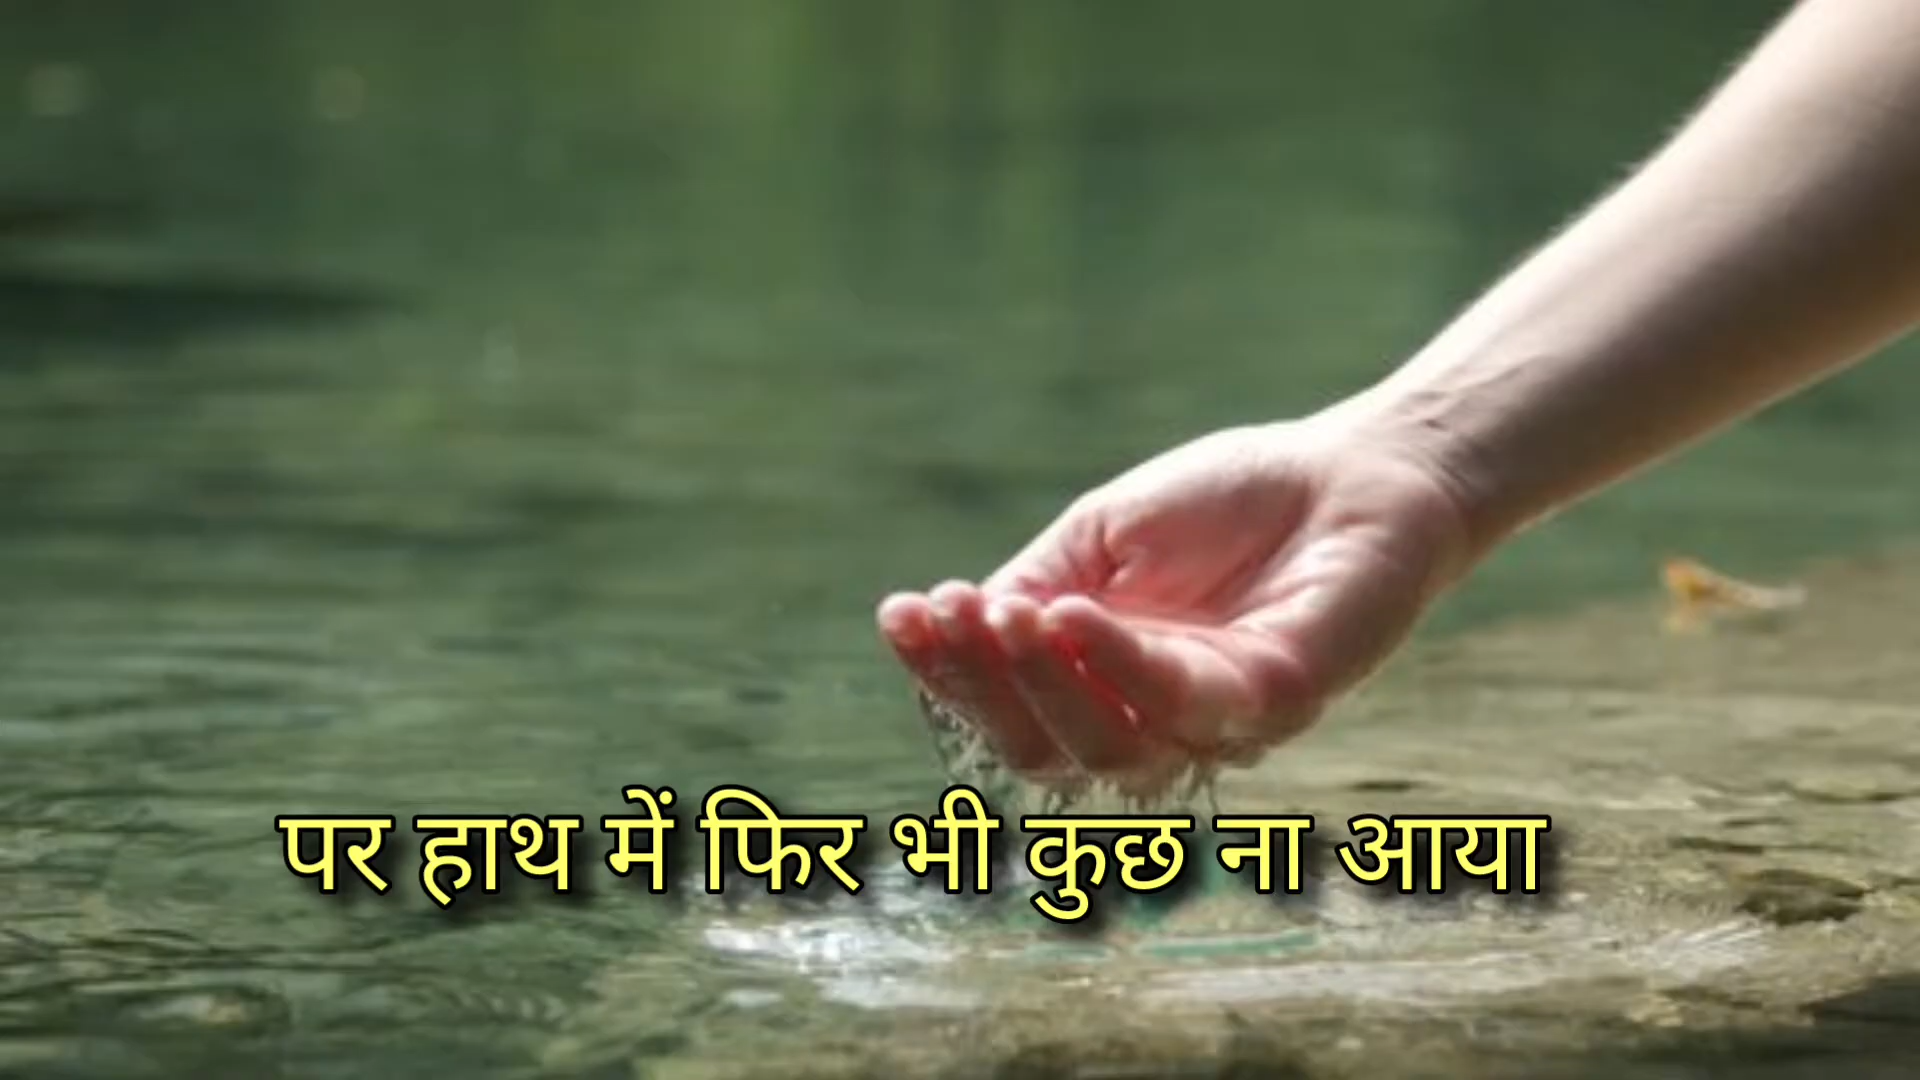 पर हाथ में फिर भी कुछ ना आया